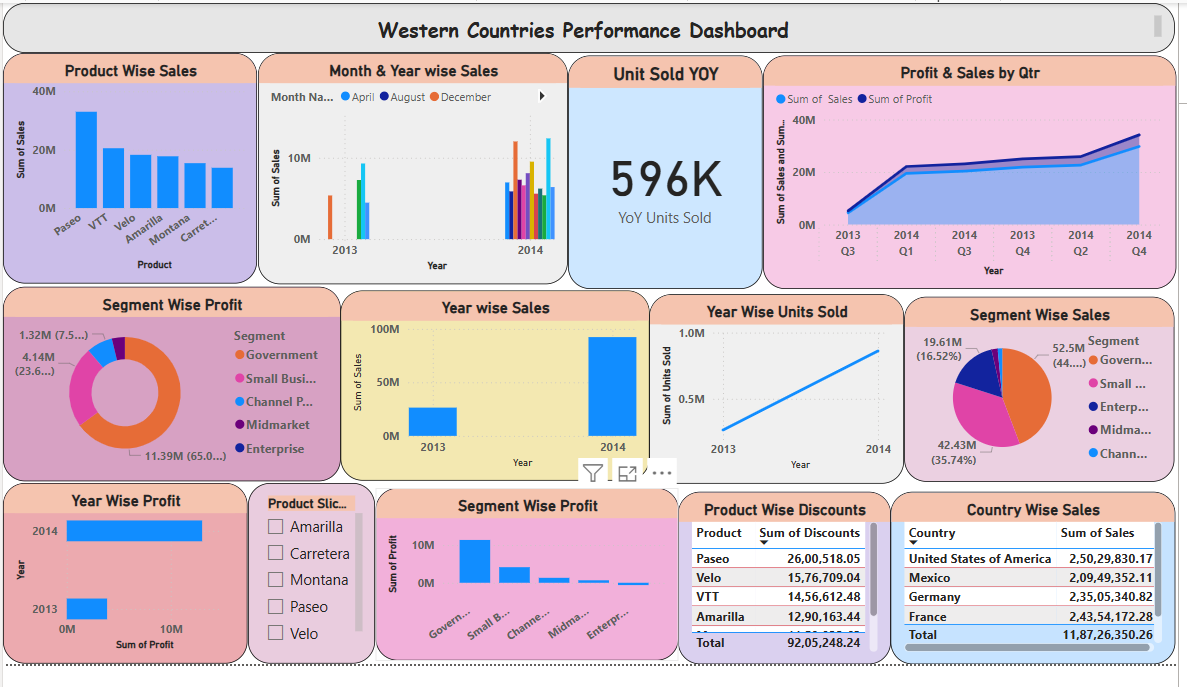 Western Countries Performance Dashboard
Product Wise Sales
40M
20M
0M
Sum of Sales
Paseo
VTT
Velo
Amarilla
Montana
Carret...
Product
Month & Year wise Sales
Month Na... April August December
Sum of Sales
10M
0M
2013 2014
Year
Unit Sold YOY
596K
YoY Units Sold
Profit & Sales by Qtr
Sum of Sales Sum of Profit
Sum of Sales and Sum...
40M
20M
0M
2013 2014 2014 2013 2014 2014
Q3 Q1 Q3 Q4 Q2 Q4
Year
Segment Wise Profit
1.32M (7.5...)
4.14M
(23.6...)
11.39M (65.0...)
Segment
Government
Small Busi...
Channel P...
Midmarket
Enterprise
Year wise Sales
Sum of Sales
100M
50M
0M
2013 2014
Year
Year Wise Units Sold
Sum of Units Sold
1.0M
0.5M
2013 2014
Year
Segment Wise Sales
19.61M
(16.52%)
52.5M
(44....)
42.43M
(35.74%)
Segment
Govern...
Small ...
Enterp...
Midma...
Chann...
Year Wise Profit
Year
2014
2013
0M 10M
Sum of Profit
Product Slic...
Amarilla
Carretera
Montana
Paseo
Velo
Segment Wise Profit
Sum of Profit
10M
0M
Govern...
Small B...
Channe...
Midma...
Enterpr...
Product Wise Discounts
Product Sum of Discounts
Paseo 26,00,518.05
Velo 15,76,709.04
VTT 14,56,612.48
Amarilla 12,90,163.44
Total 92,05,248.24
Country Wise Sales
Country Sum of Sales
United States of America 2,50,29,830.17
Mexico 2,09,49,352.11
Germany 2,35,05,340.82
France 2,43,54,172.28
Total 11,87,26,350.26